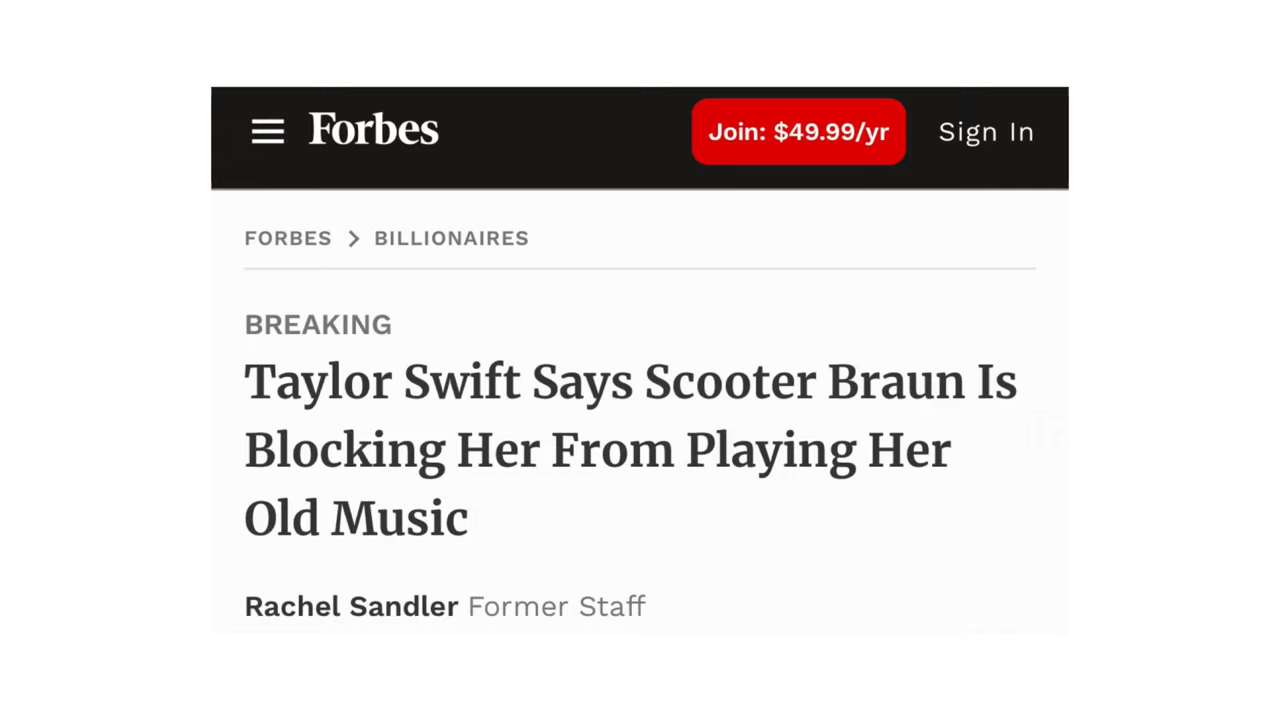 Forbes
Join: $49.99/yr
Sign In
FORBES > BILLIONAIRES
BREAKING
Taylor Swift Says Scooter Braun Is
Blocking Her From Playing Her
Old Music
Rachel Sandler Former Staff